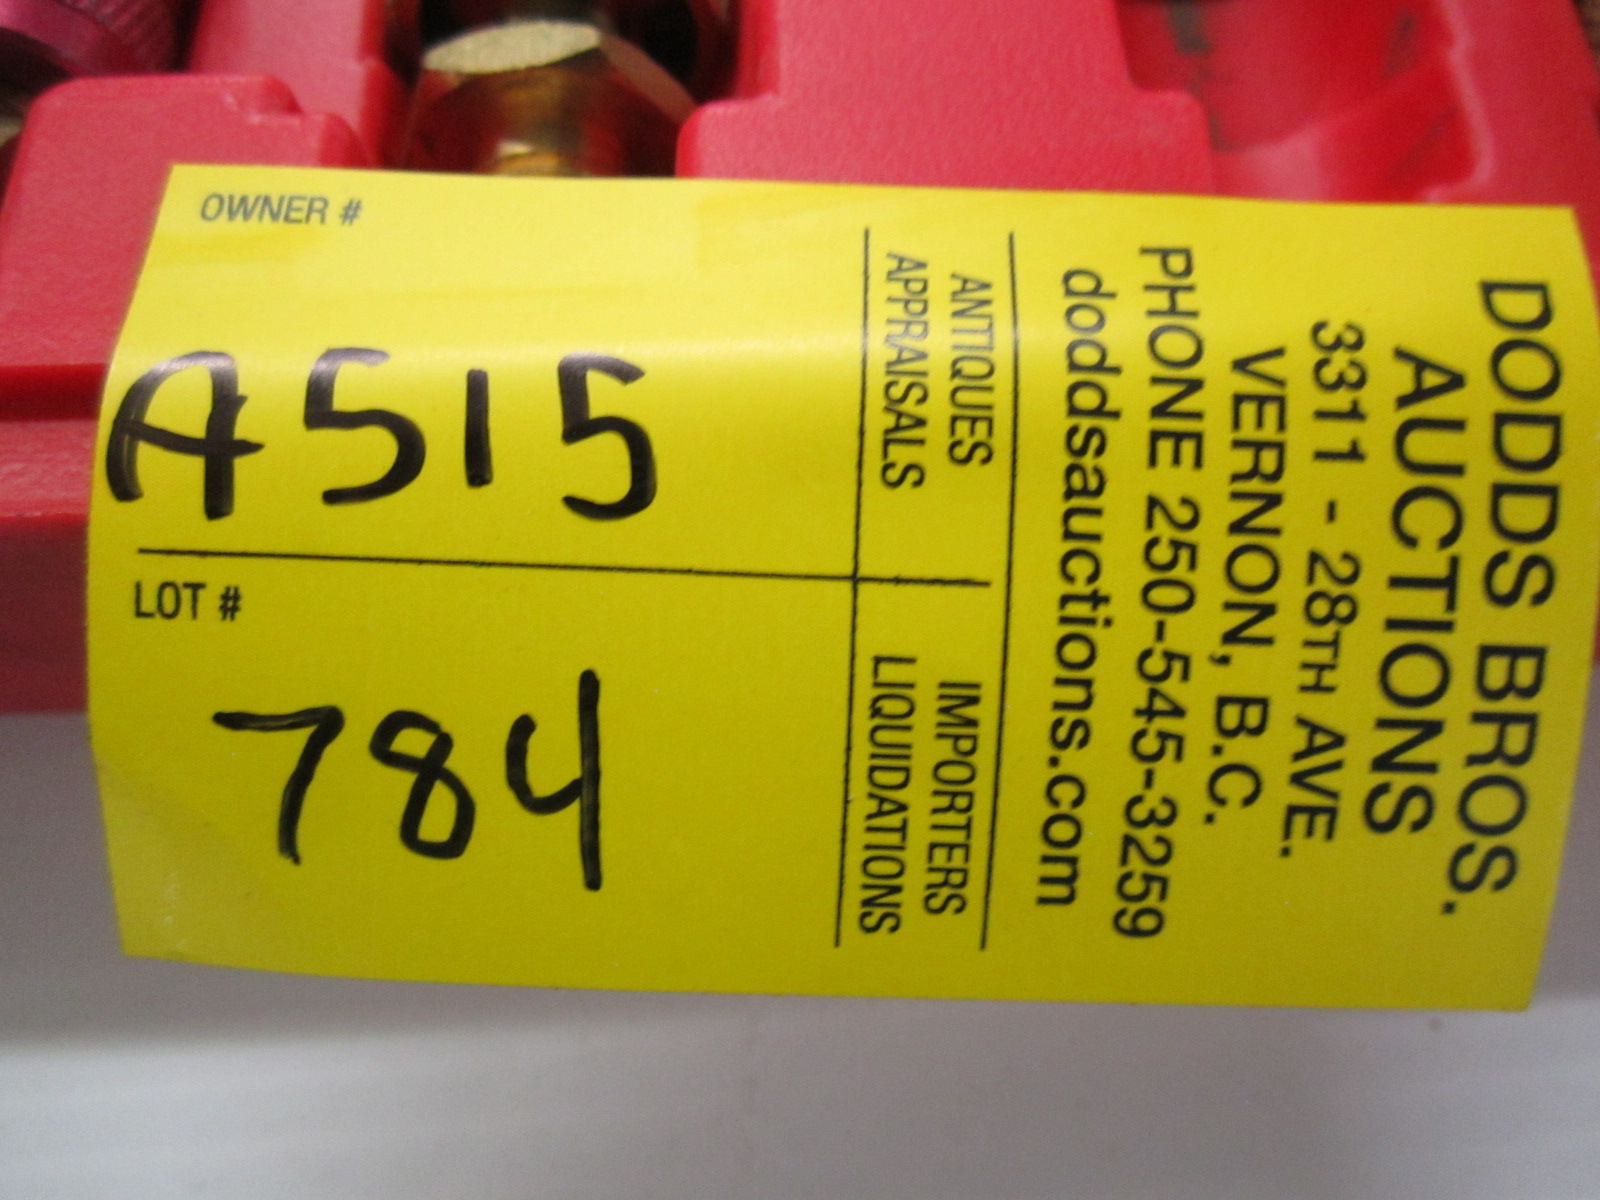 DODDS BROS.
AUCTIONS
3311 - 28TH AVE.
VERNON, B.C.
PHONE 250-545-3259
doddsauctions.com
ANTIQUES
APPRAISALS
IMPORTERS
LIQUIDATIONS
OWNER #
A515
LOT #
784